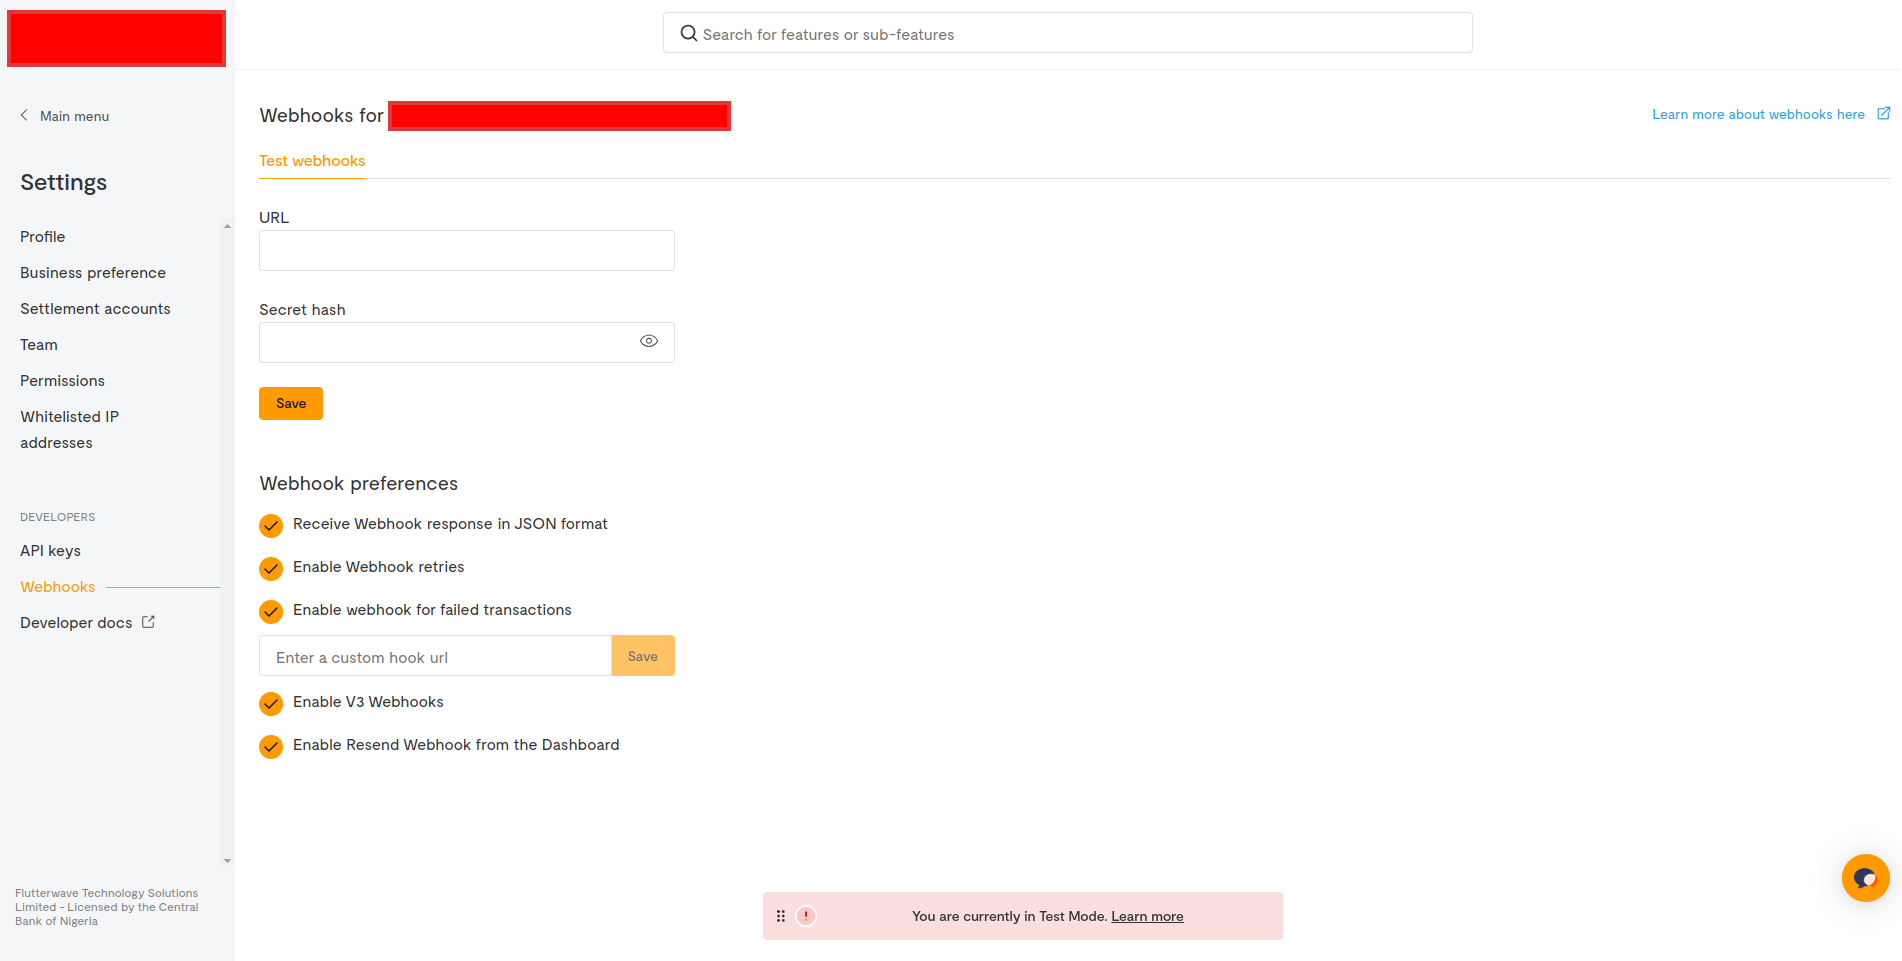 Search for features or sub-features
Main menu
Settings
Profile
Business preference
Settlement accounts
Team
Permissions
Whitelisted IP
addresses
DEVELOPERS
API keys
Webhooks
Developer docs
Flutterwave Technology Solutions
Limited - Licensed by the Central
Bank of Nigeria
Webhooks for
Learn more about webhooks here
Test webhooks
URL
Secret hash
Save
Webhook preferences
Receive Webhook response in JSON format
Enable Webhook retries
Enable webhook for failed transactions
Enter a custom hook url
Save
Enable V3 Webhooks
Enable Resend Webhook from the Dashboard
You are currently in Test Mode. Learn more